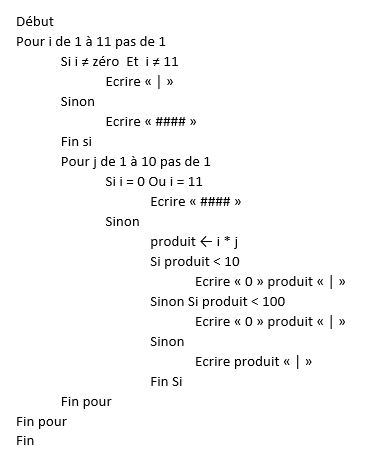 Début
Pour i de 1 à 11 pas de 1
Si i ≠ zéro Et i ≠ 11
Ecrire « | »
Sinon
Ecrire « #### »
Fin si
Pour j de 1 à 10 pas de 1
Si i = 0 Ou i = 11
Ecrire « #### »
Sinon
produit ← i * j
Si produit < 10
Ecrire « 0 » produit « | »
Sinon Si produit < 100
Ecrire « 0 » produit « | »
Sinon
Ecrire produit « | »
Fin Si
Fin pour
Fin pour
Fin